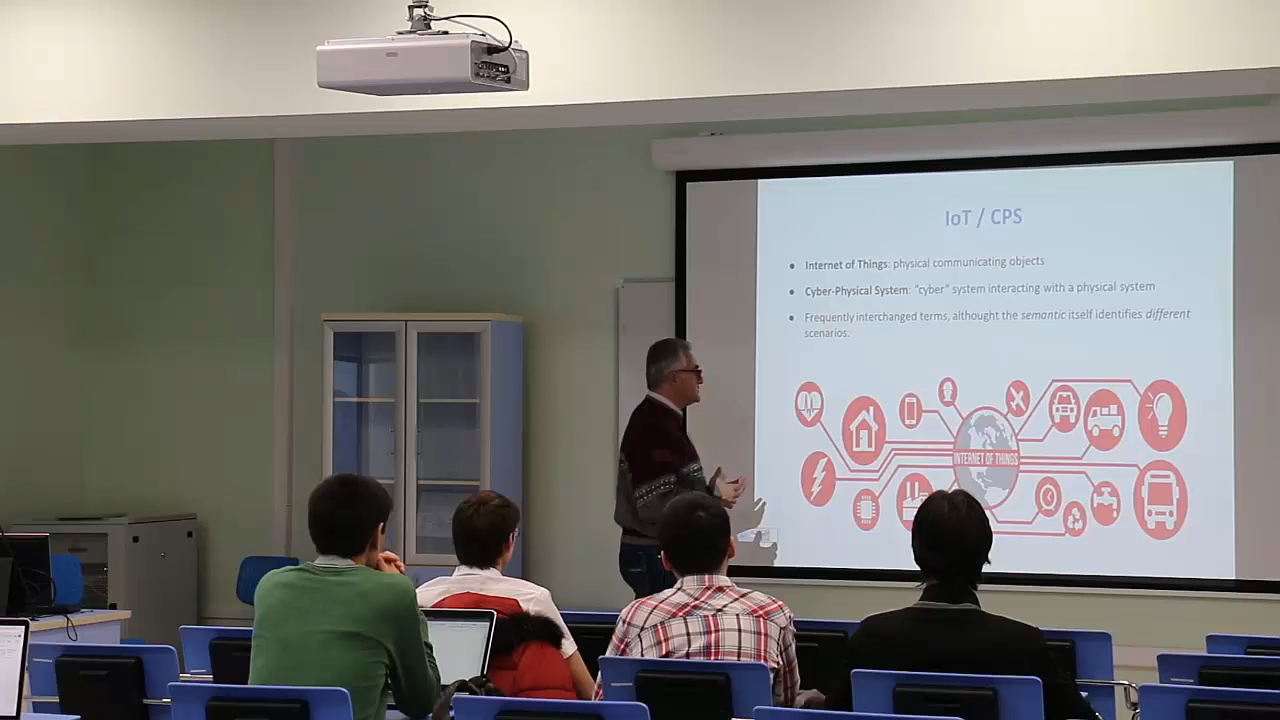 IoT / CPS
● Internet of Things: physical communicating objects
● Cyber-Physical System: “cyber” system interacting with a physical system
● Frequently interchanged terms, althought the semantic itself identifies different
scenarios.
INTERNET OF THINGS